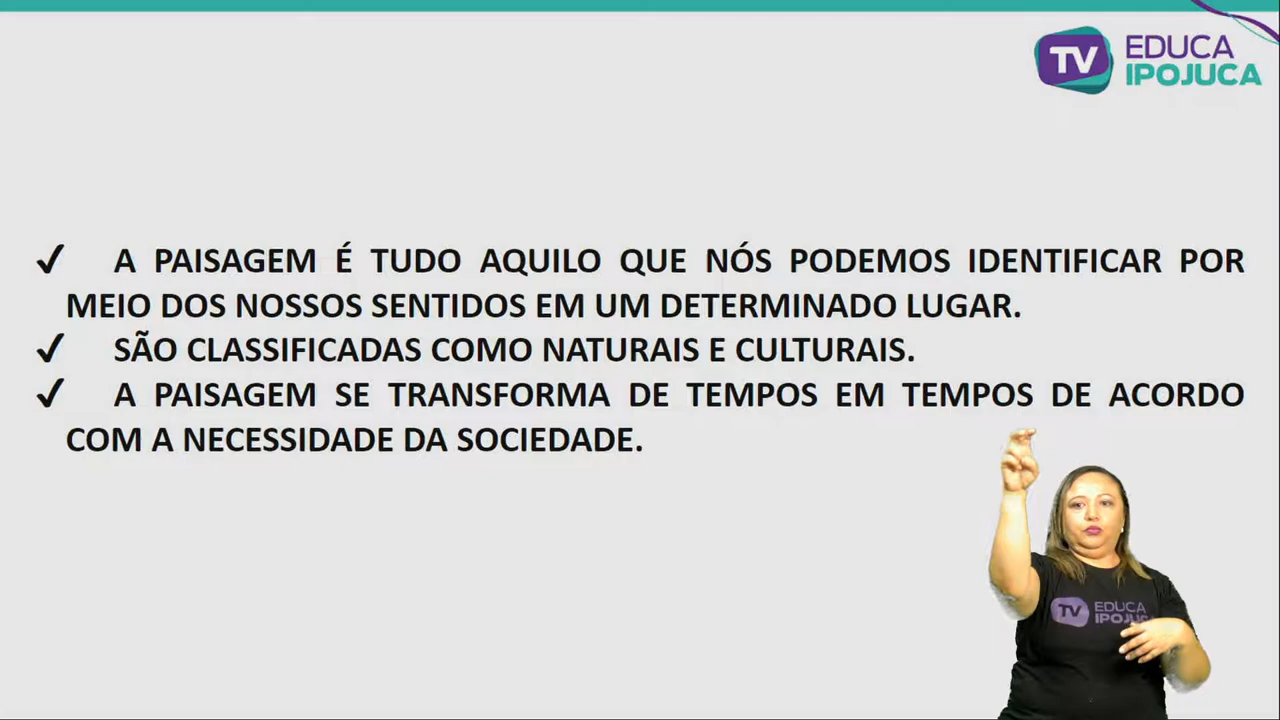 TV EDUCA
IPOJUCA
✓ A PAISAGEM É TUDO AQUILO QUE NÓS PODEMOS IDENTIFICAR POR
MEIO DOS NOSSOS SENTIDOS EM UM DETERMINADO LUGAR.
✓ SÃO CLASSIFICADAS COMO NATURAIS E CULTURAIS.
✓ A PAISAGEM SE TRANSFORMA DE TEMPOS EM TEMPOS DE ACORDO
COM A NECESSIDADE DA SOCIEDADE.
TV EDUCA
IPOJUCA